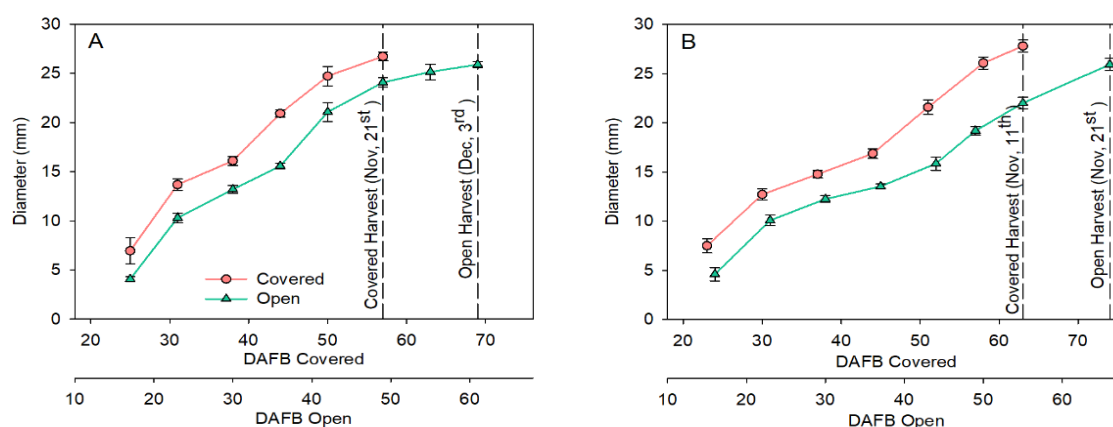 A
30
25
20
15
10
5
0
Diameter (mm)
Covered
Open
Covered Harvest (Nov, 21st )
Open Harvest (Dec, 3rd )
20 30 40 50 60 70
DAFB Covered
10 20 30 40 50 60
DAFB Open
B
30
25
20
15
10
5
0
Diameter (mm)
Covered Harvest (Nov, 11th )
Open Harvest (Nov, 21st )
20 30 40 50 60 70
DAFB Covered
10 20 30 40 50 60
DAFB Open